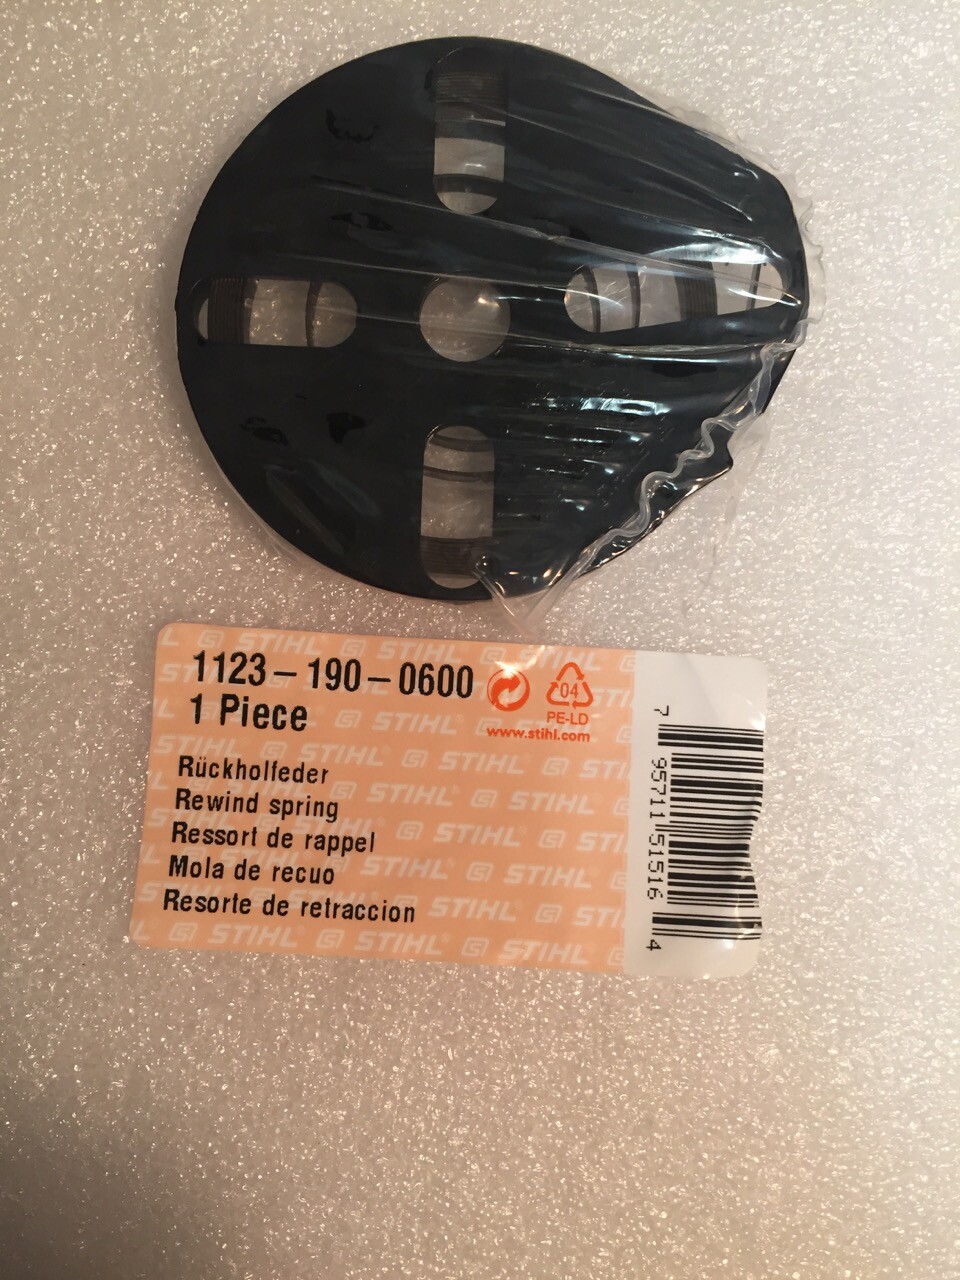 1123-190-0600
1 Piece
04
PE-LD
www.stihl.com
Rückholfeder
Rewind spring
Ressort de rappel
Mola de recuo
Resorte de retraccion
STIHL
7 95711 51516 4